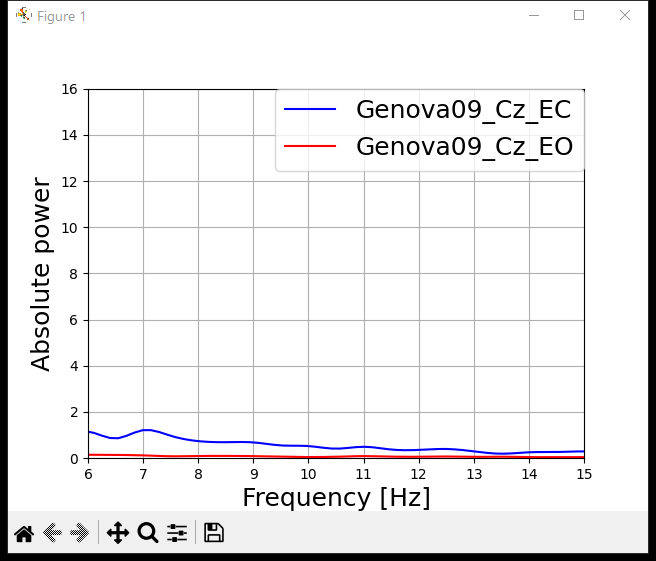 Figure 1
Genova09_Cz_EC
Genova09_Cz_EO
Absolute power
16
14
12
10
8
6
4
2
0
6 7 8 9 10 11 12 13 14 15
Frequency [Hz]